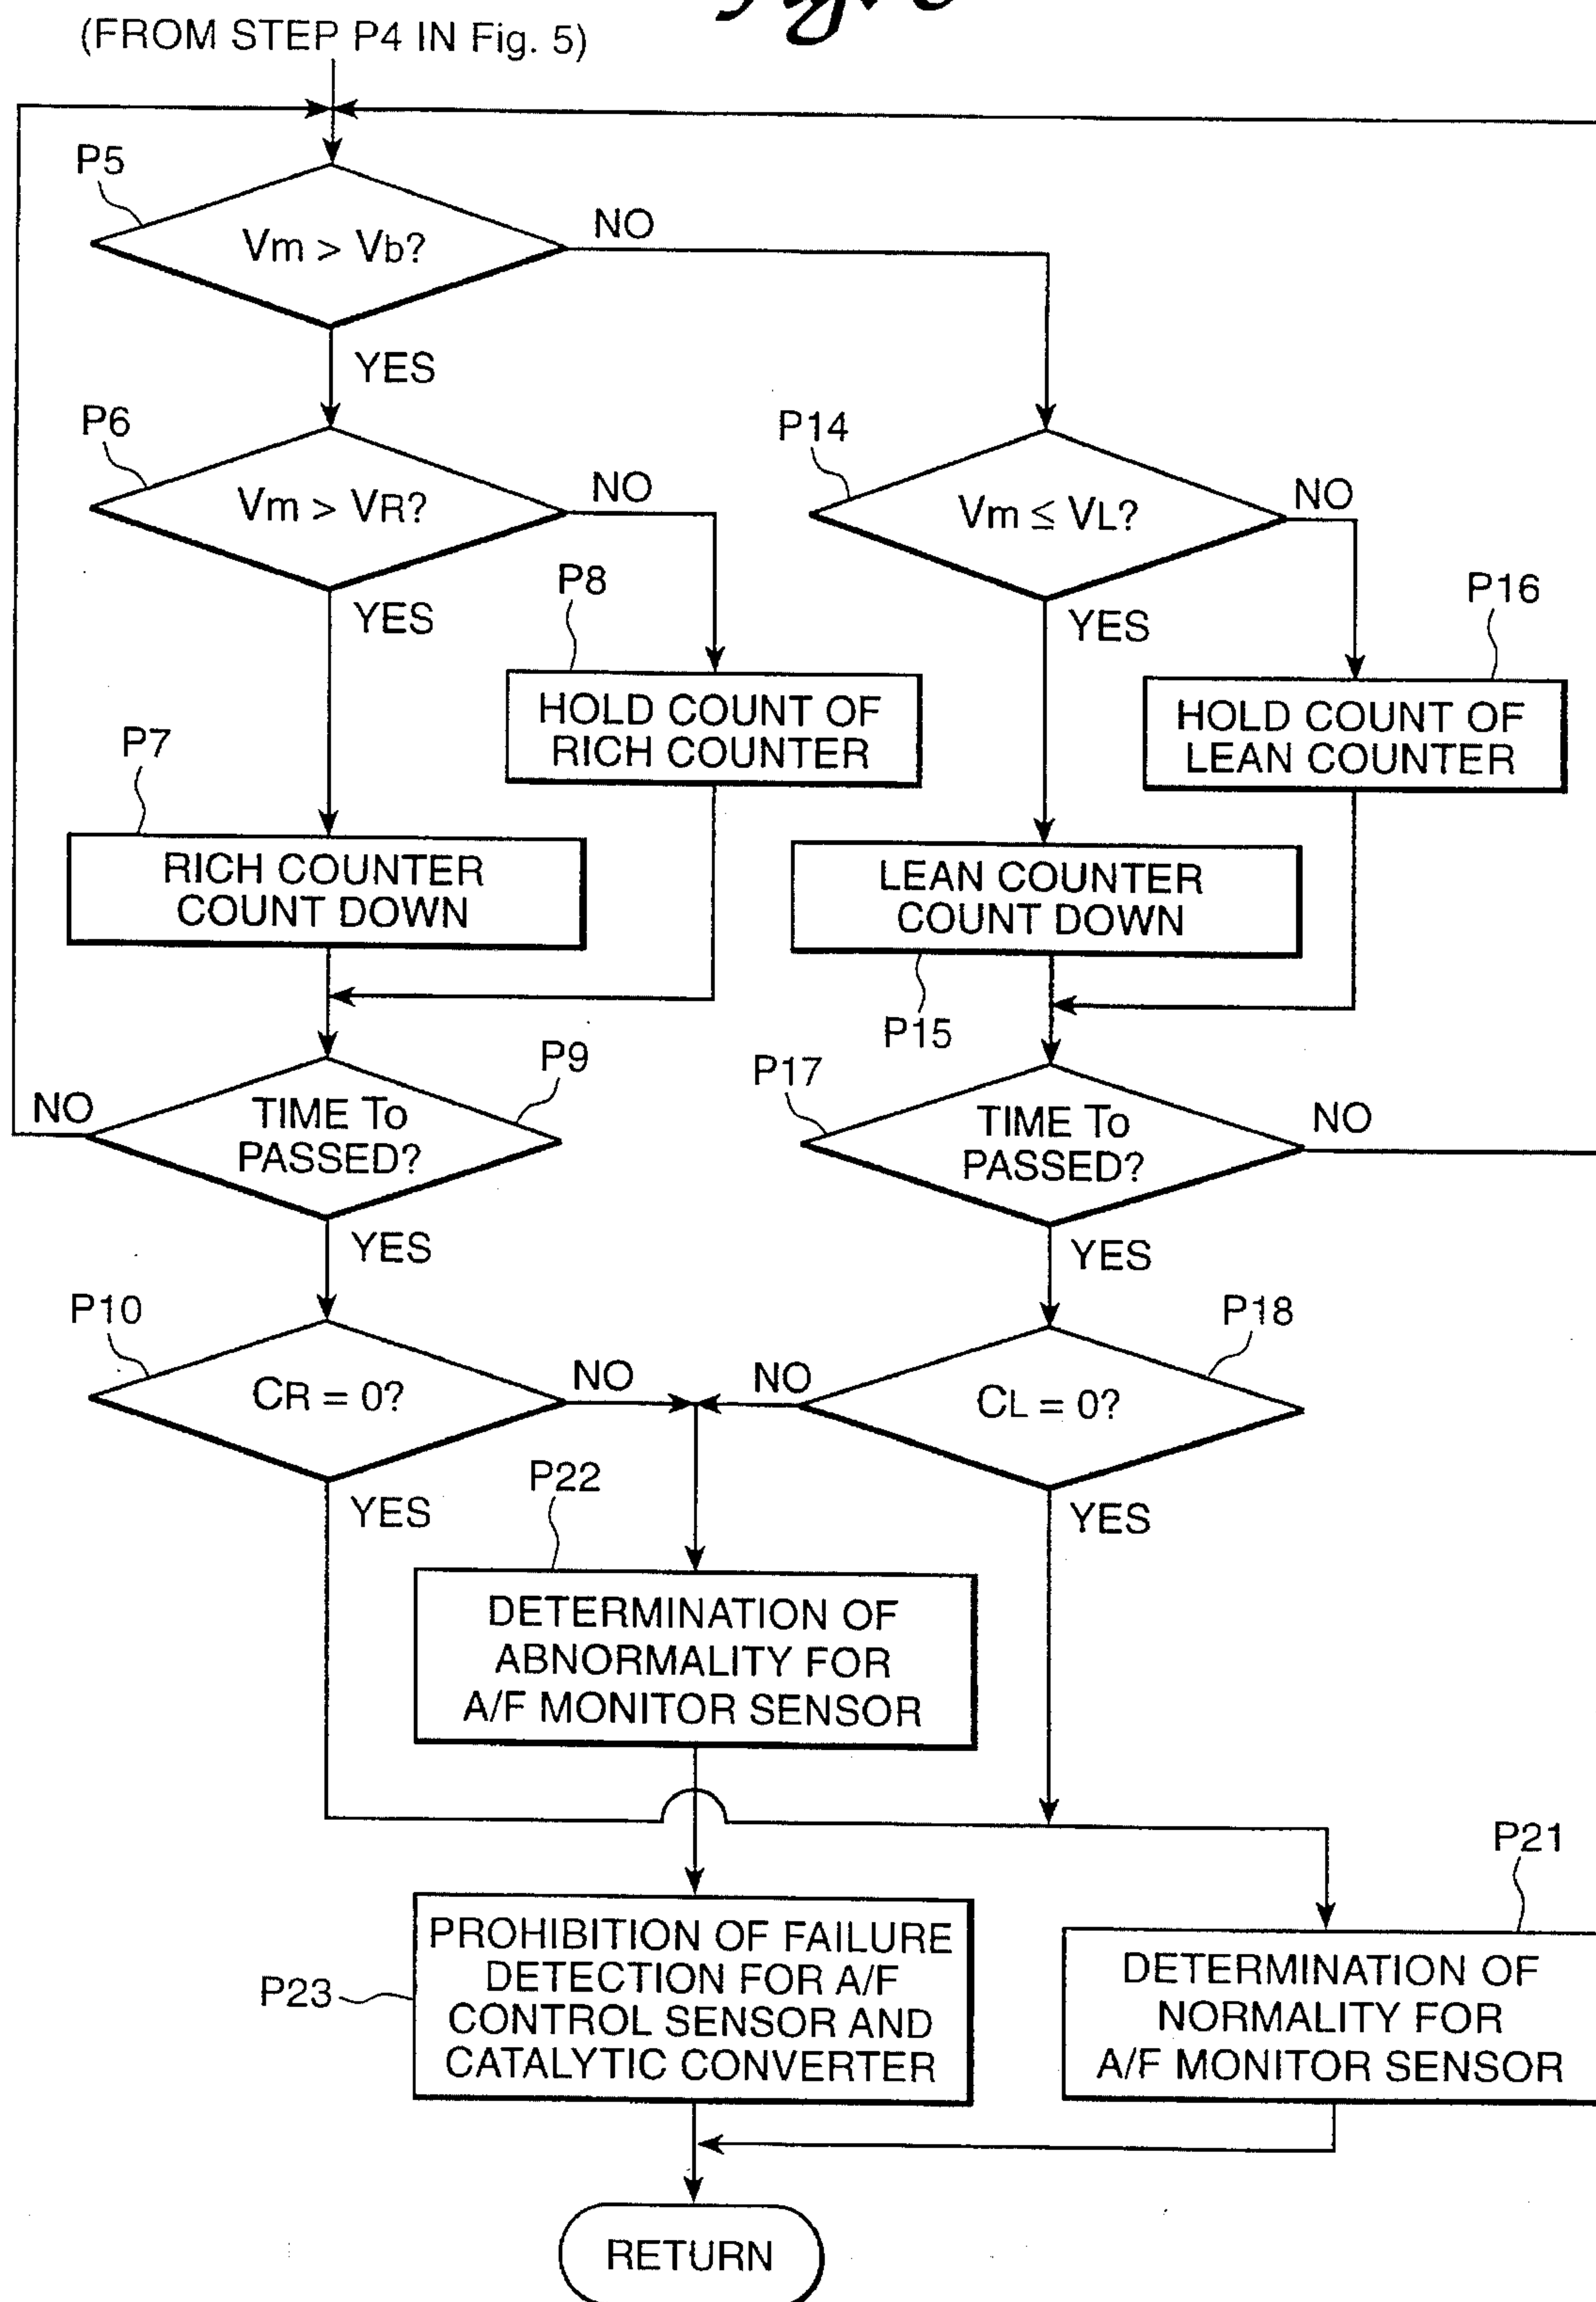 (FROM STEP P4 IN Fig. 5)
P5
Vm > Vb?
NO
YES
P6
Vm > VR?
NO
YES
P14
Vm ≤ VL?
NO
YES
P8
HOLD COUNT OF
RICH COUNTER
P16
HOLD COUNT OF
LEAN COUNTER
P7
RICH COUNTER
COUNT DOWN
LEAN COUNTER
COUNT DOWN
P15
P9
NO
TIME To
PASSED?
YES
P17
TIME To
PASSED?
NO
YES
P10
CR = 0?
NO
YES
P18
NO
CL = 0?
YES
P22
DETERMINATION OF
ABNORMALITY FOR
A/F MONITOR SENSOR
P23
PROHIBITION OF FAILURE
DETECTION FOR A/F
CONTROL SENSOR AND
CATALYTIC CONVERTER
P21
DETERMINATION OF
NORMALITY FOR
A/F MONITOR SENSOR
RETURN